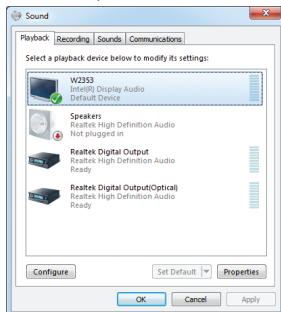 Sound
Playback Recording Sounds Communications
Select a playback device below to modify its settings:
W2353
Intel(R) Display Audio
Default Device
Speakers
Realtek High Definition Audio
Not plugged in
Realtek Digital Output
Realtek High Definition Audio
Ready
Realtek Digital Output(Optical)
Realtek High Definition Audio
Ready
Configure Set Default Properties
OK Cancel Apply